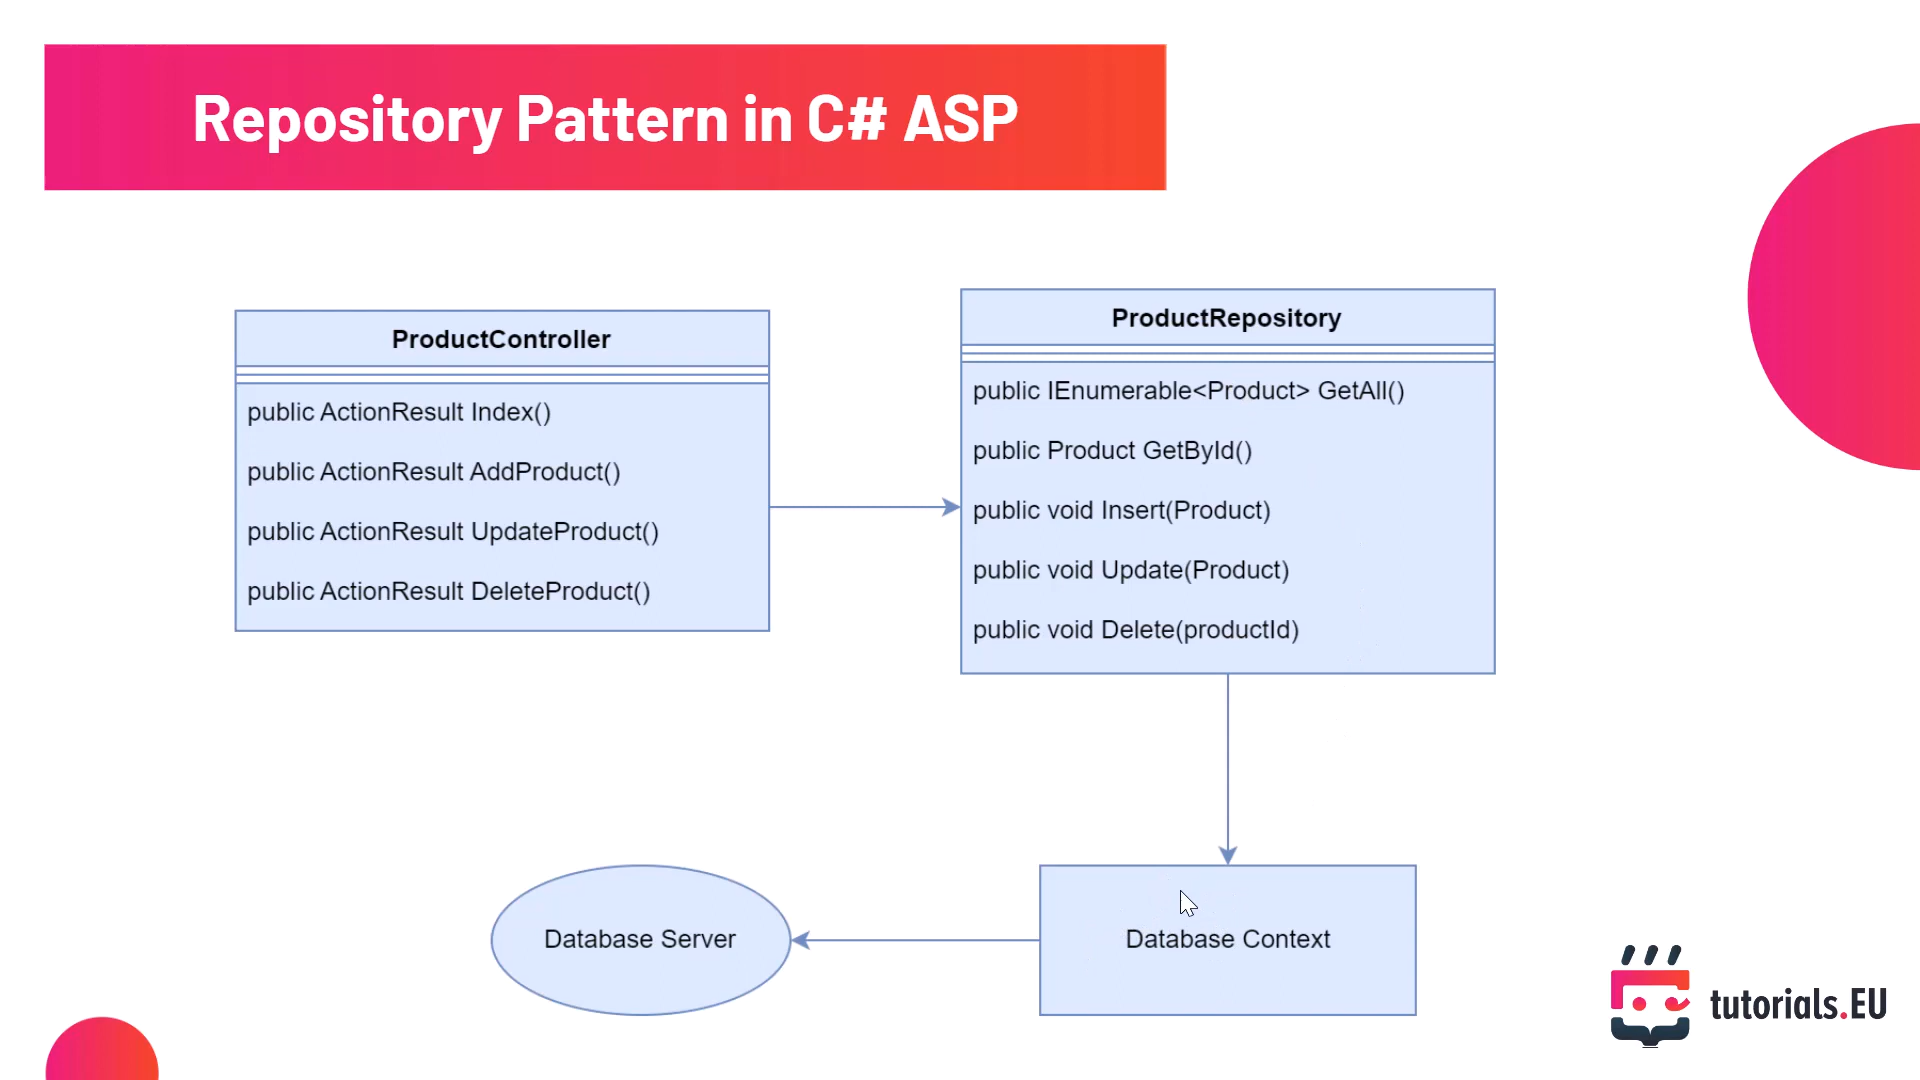 Repository Pattern in C# ASP
ProductController
public ActionResult Index()
public ActionResult AddProduct()
public ActionResult UpdateProduct()
public ActionResult DeleteProduct()
ProductRepository
public IEnumerable<Product> GetAll()
public Product GetById()
public void Insert(Product)
public void Update(Product)
public void Delete(productId)
Database Server
Database Context
tutorials.EU